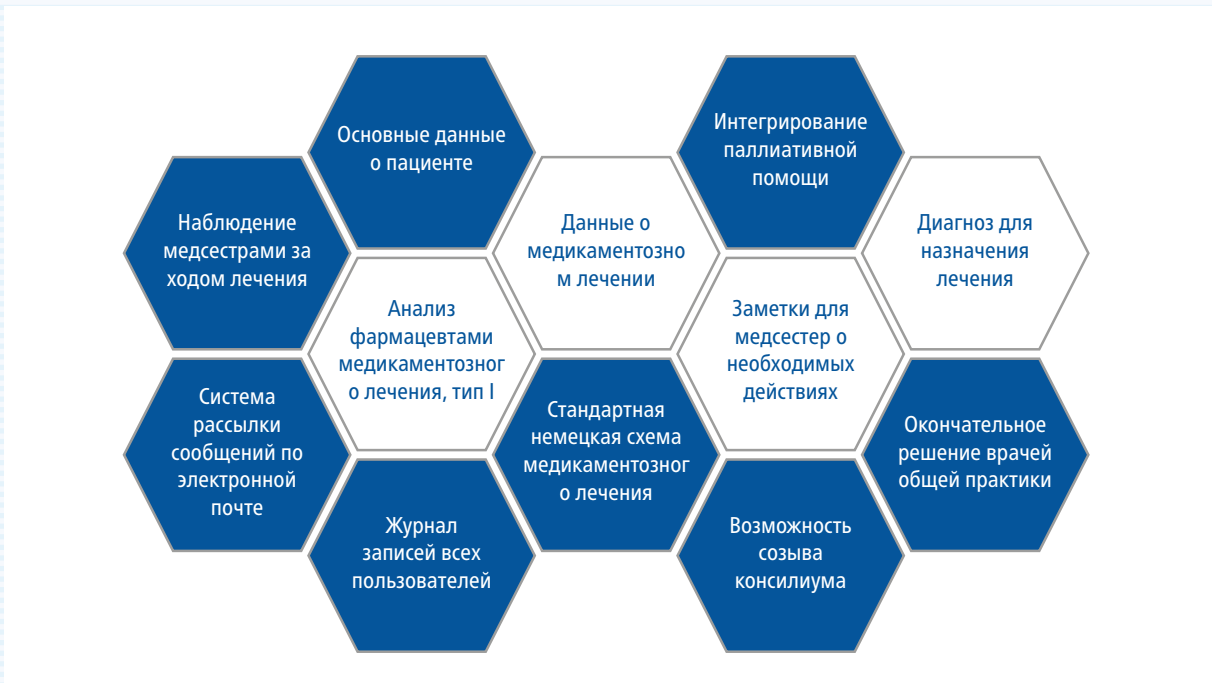 Основные данные
о пациенте
Интегрирование
паллиативной
помощи
Наблюдение
медсестрами за
ходом лечения
Данные о
медикаментозно
м лечении
Диагноз для
назначения
лечения
Анализ
фармацевтами
медикаментозног
о лечения, тип I
Заметки для
медсестер о
необходимых
действиях
Система
рассылки
сообщений по
электронной
почте
Стандартная
немецкая схема
медикаментозног
о лечения
Окончательное
решение врачей
общей практики
Журнал
записей всех
пользователей
Возможность
созыва
консилиума